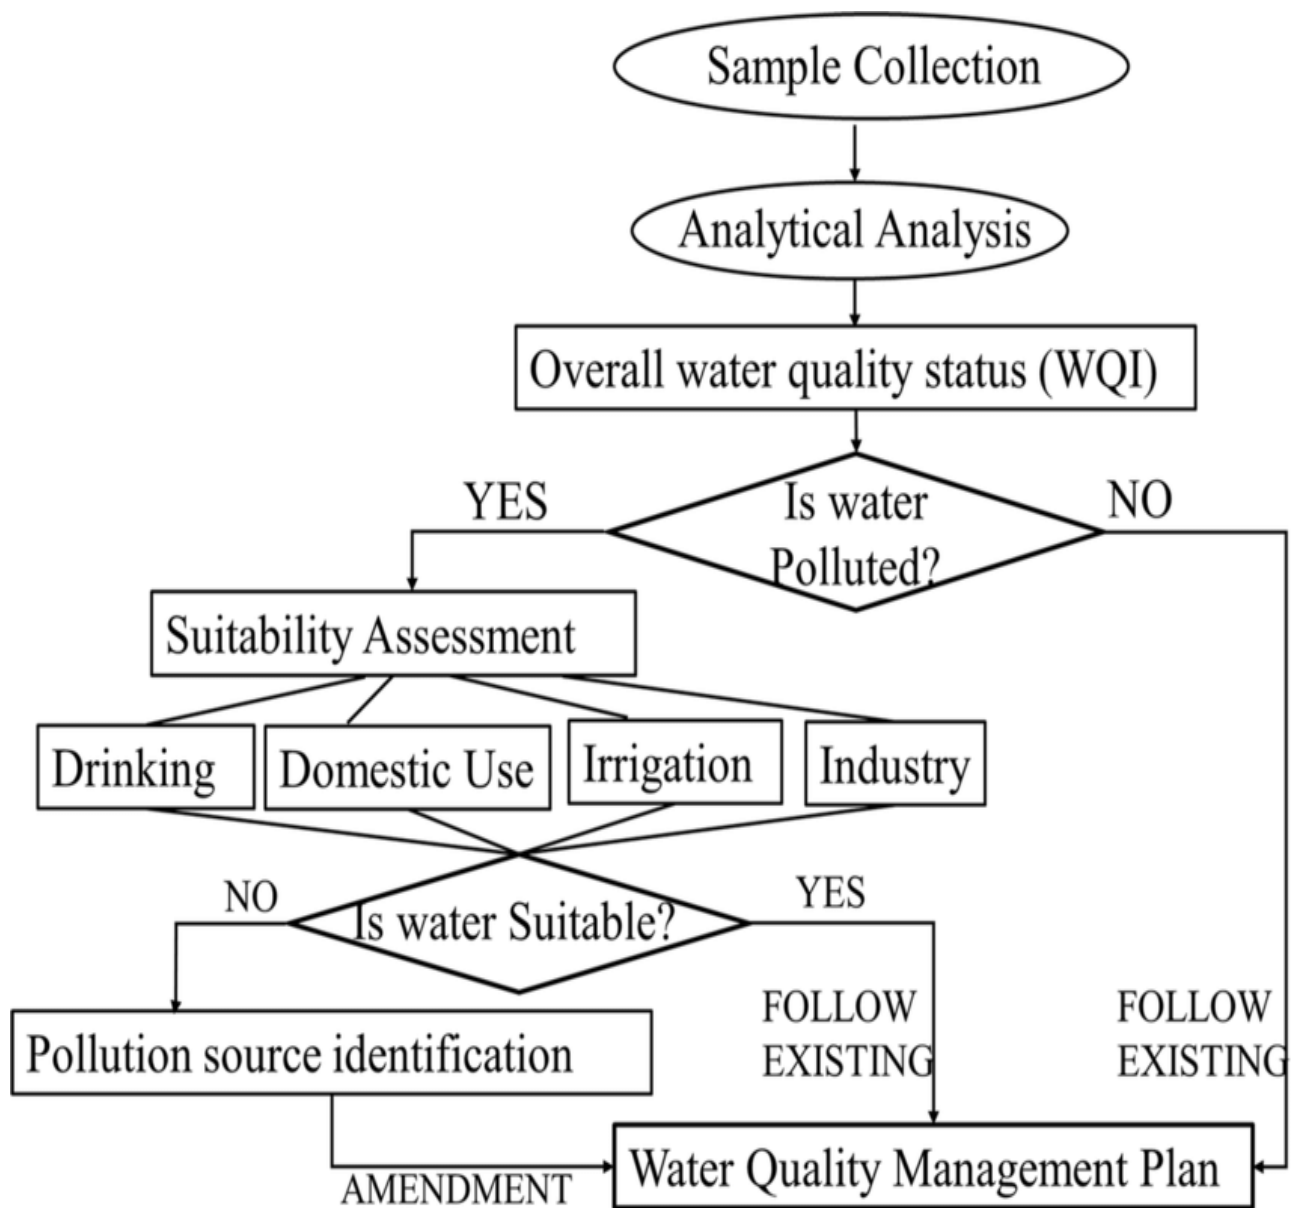 Sample Collection
Analytical Analysis
Overall water quality status (WQI)
YES
NO
Is water
Polluted?
Suitability Assessment
Drinking
Domestic Use
Irrigation
Industry
NO
YES
Is water Suitable?
FOLLOW
EXISTING
FOLLOW
EXISTING
Pollution source identification
AMENDMENT
Water Quality Management Plan